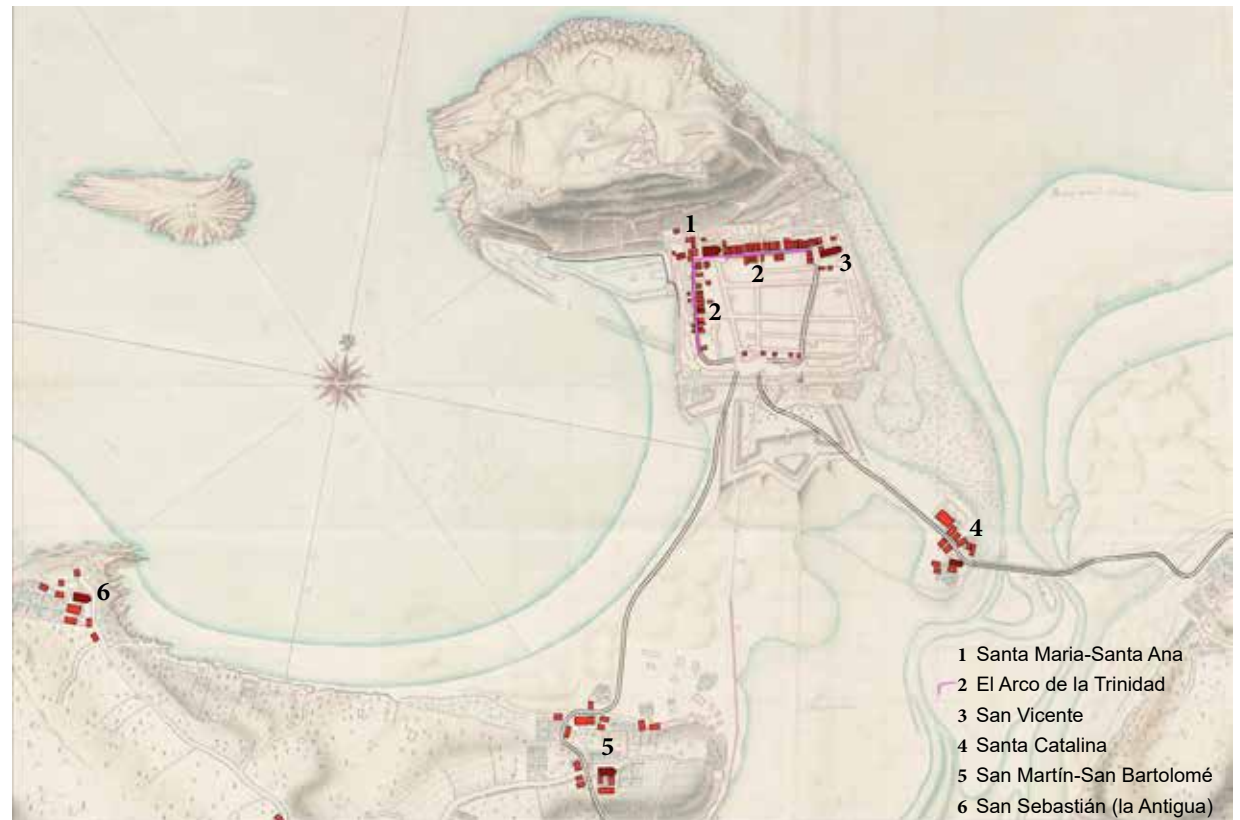 1
2
3
2
4
6
5
1 Santa Maria-Santa Ana
2 El Arco de la Trinidad
3 San Vicente
4 Santa Catalina
5 San Martín-San Bartolomé
6 San Sebastián (la Antigua)